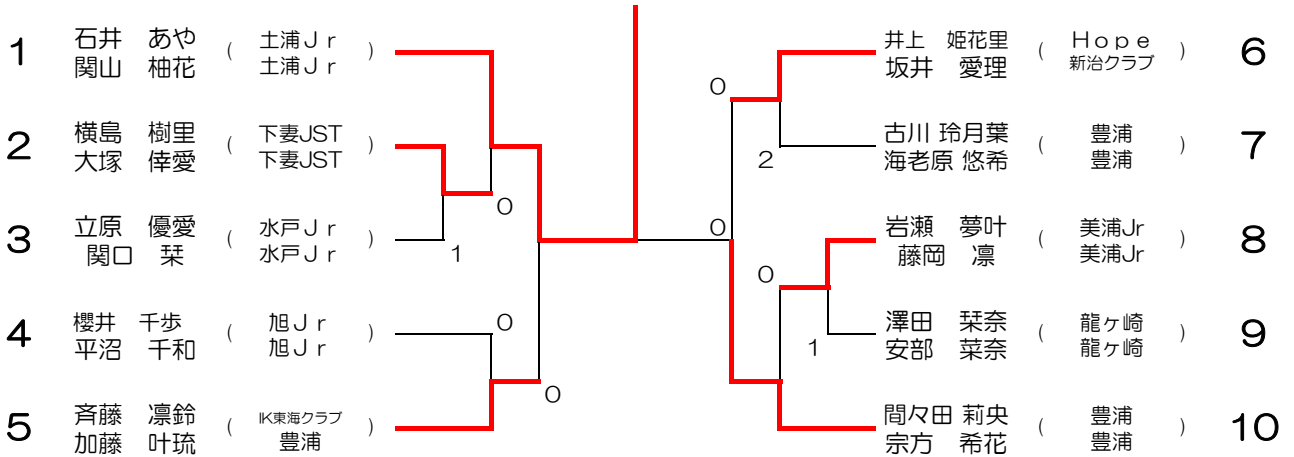 1 石井 あや ( 土浦Jr )
関山 柚花 土浦Jr
2 横島 樹里 ( 下妻JST )
大塚 倖愛 下妻JST
0
3 立原 優愛 ( 水戸Jr )
関口 栞 水戸Jr
1
4 櫻井 千歩 ( 旭Jr )
平沼 千和 旭Jr
0
0
5 斉藤 凛鈴 ( IK東海クラブ )
加藤 叶琉 豊浦
井上 姫花里 ( Hope ) 6
坂井 愛理 新治クラブ
0
古川 玲月葉 ( 豊浦 ) 7
海老原 悠希 豊浦
2
0
岩瀬 夢叶 ( 美浦Jr ) 8
藤岡 凛 美浦Jr
0
澤田 栞奈 ( 龍ヶ崎 ) 9
安部 菜奈 龍ヶ崎
1
間々田 莉央 ( 豊浦 ) 10
宗方 希花 豊浦